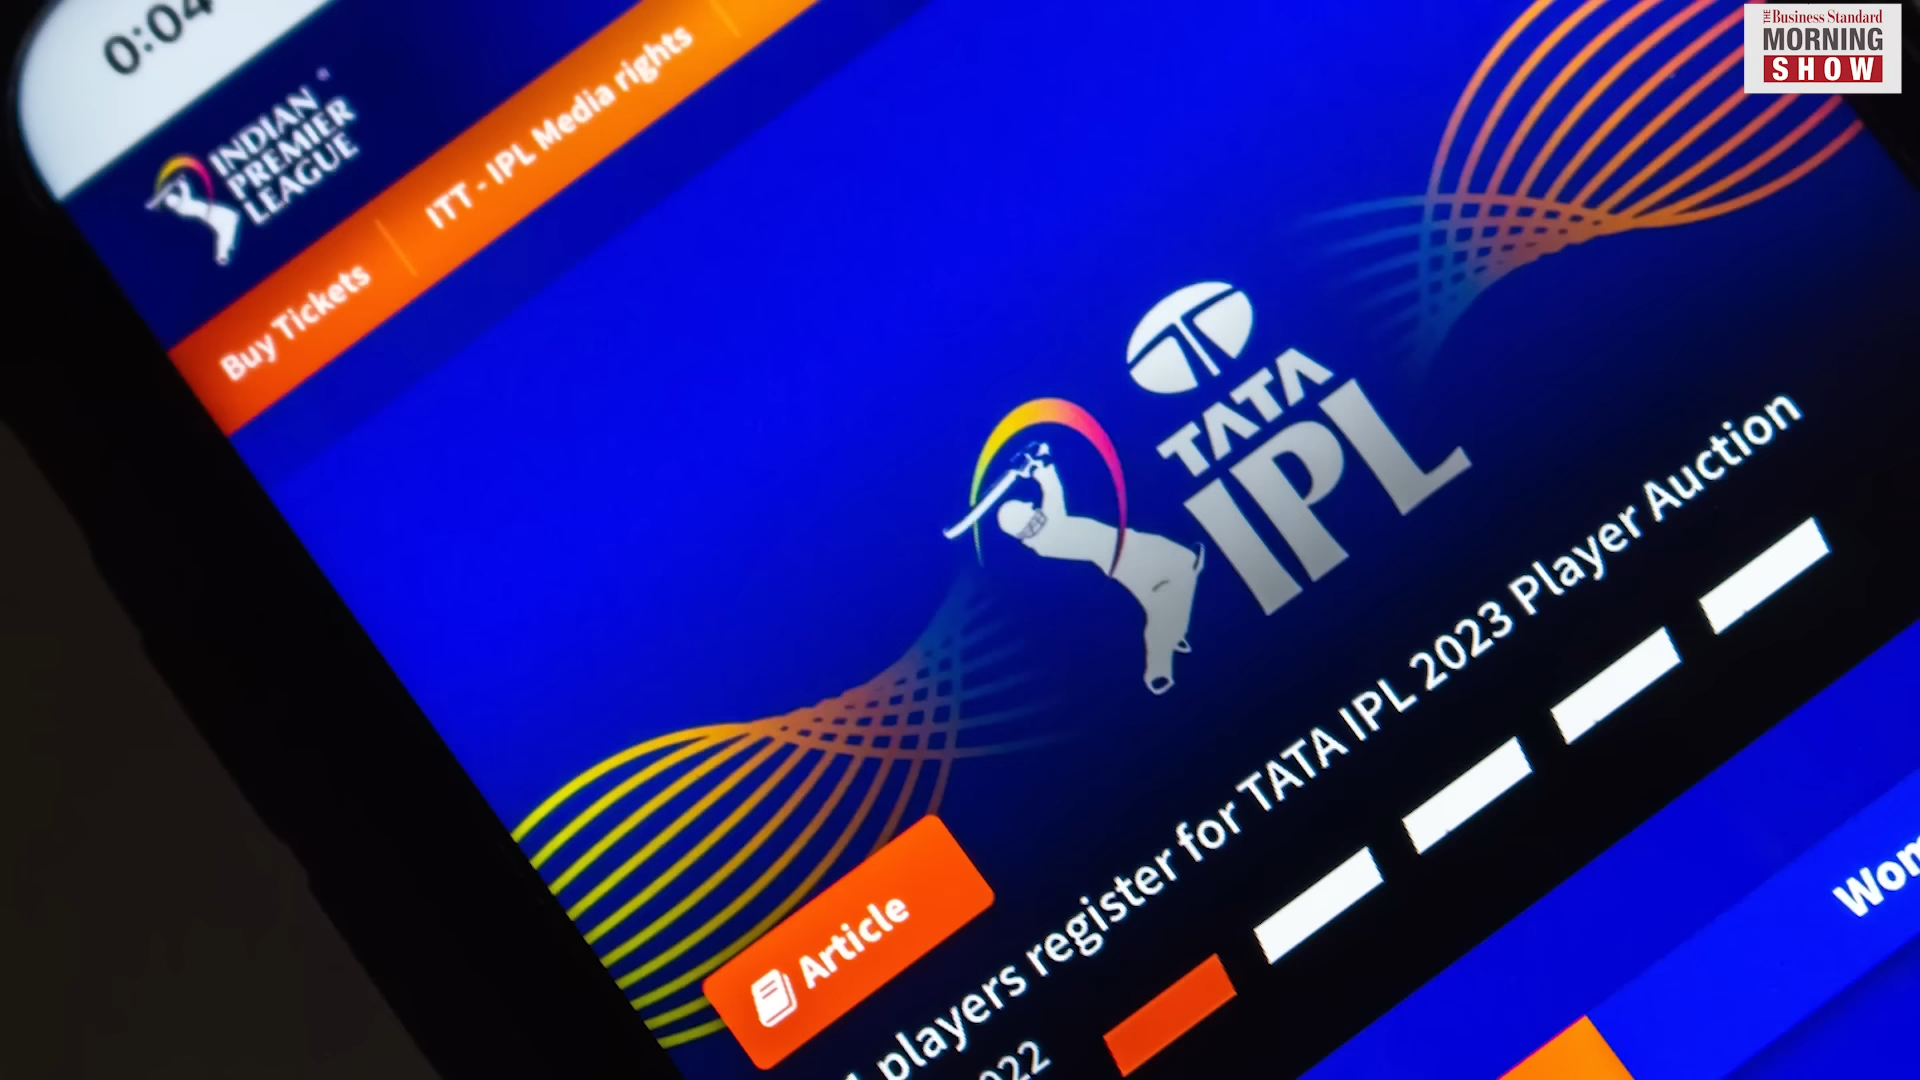 0:04
THE Business Standard
MORNING
SHOW
INDIAN
PREMIER
LEAGUE
Buy Tickets
ITT - IPL Media rights
TATA
IPL
Article
players register for TATA IPL 2023 Player Auction